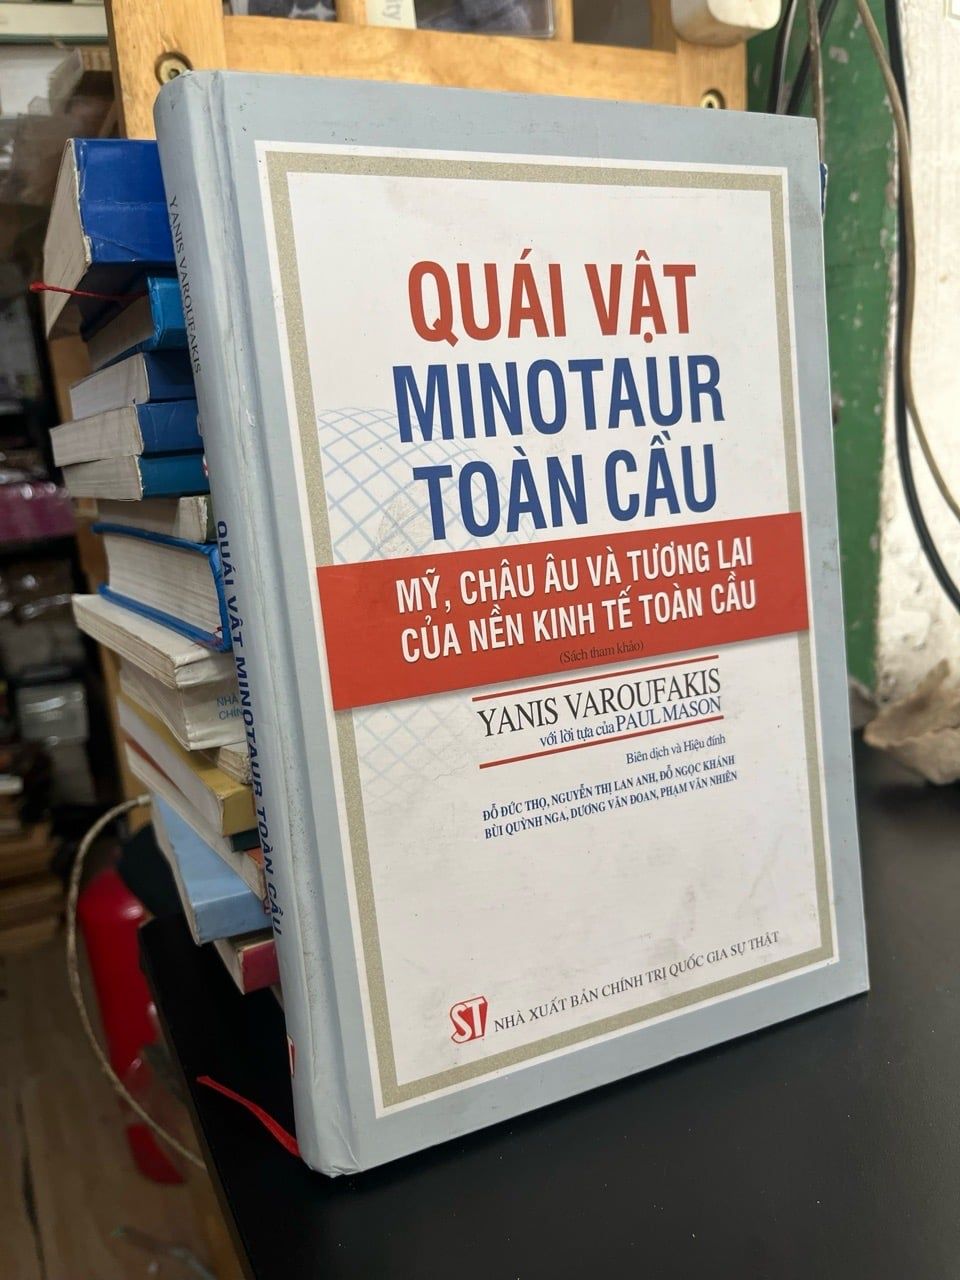 QUÁI VẬT
MINOTAUR
TOÀN CẦU
MỸ, CHÂU ÂU VÀ TƯƠNG LAI
CỦA NỀN KINH TẾ TOÀN CẦU
(Sách tham khảo)
YANIS VAROUFAKIS
với lời tựa của PAUL MASON
Biên dịch và Hiệu đính
ĐỖ ĐỨC THỌ, NGUYỄN THỊ LAN ANH, ĐỖ NGỌC KHÁNH
BÙI QUỲNH NGA, DƯƠNG VĂN ĐOAN, PHẠM VĂN NHIÊN
ST NHÀ XUẤT BẢN CHÍNH TRỊ QUỐC GIA SỰ THẬT
YANIS VAROUFAKIS
QUÁI VẬT MINOTAUR TOÀN CẦU
NHÀ
CHÍN